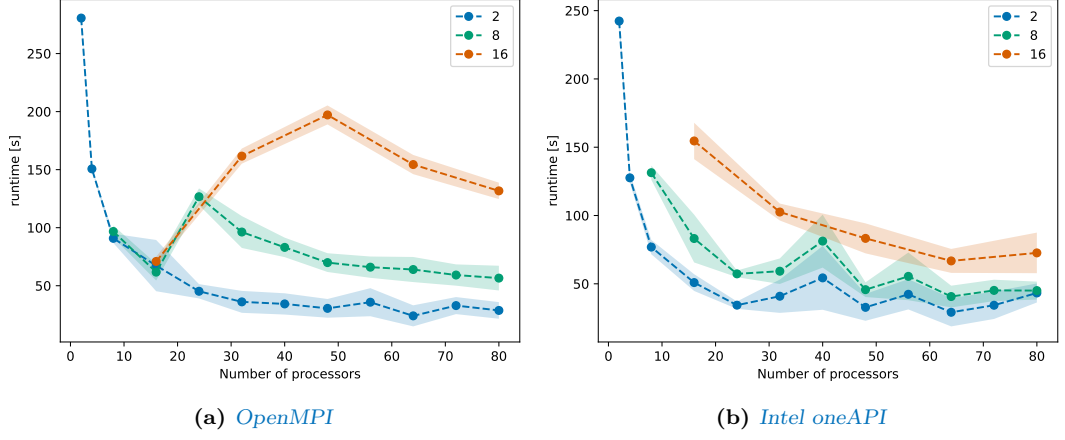 250
200
150
100
50
runtime [s]
0 10 20 30 40 50 60 70 80
Number of processors
2
8
16
(a) OpenMPI
250
200
150
100
50
runtime [s]
0 10 20 30 40 50 60 70 80
Number of processors
2
8
16
(b) Intel oneAPI